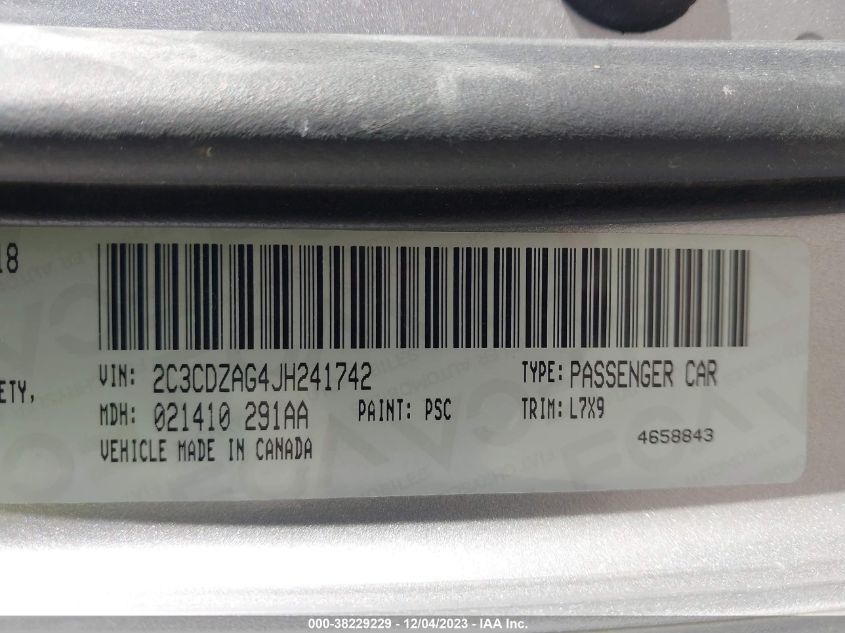 18
VIN: 2C3CDZAG4JH241742 TYPE: PASSENGER CAR
ETY,
MDH: 021410 291AA PAINT: PSC TRIM: L7X9
VEHICLE MADE IN CANADA 4658843
000-38229229 - 12/04/2023 - IAA Inc.